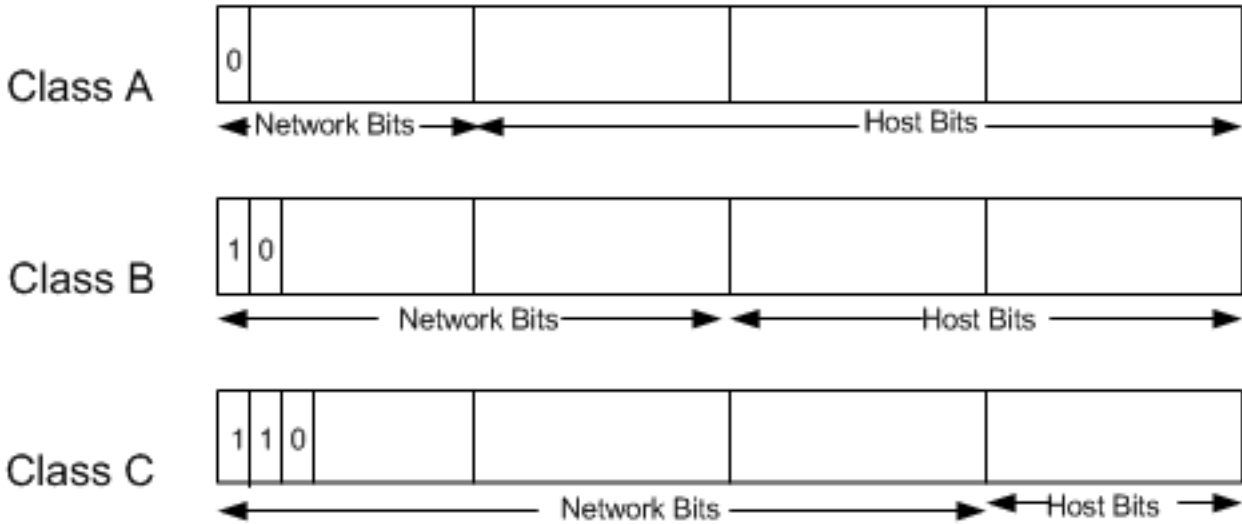 0
Class A
Network Bits Host Bits
1 0
Class B
Network Bits Host Bits
1 1 0
Class C
Network Bits Host Bits